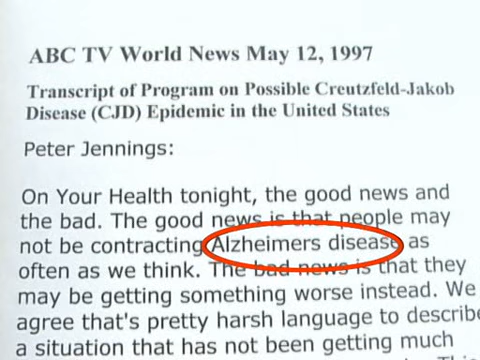 ABC TV World News May 12, 1997
Transcript of Program on Possible Creutzfeld-Jakob
Disease (CJD) Epidemic in the United States
Peter Jennings:
On Your Health tonight, the good news and
the bad. The good news is that people may
not be contracting Alzheimers disease as
often as we think. The bad news is that they
may be getting something worse instead. We
agree that's pretty harsh language to describe
a situation that has not been getting much